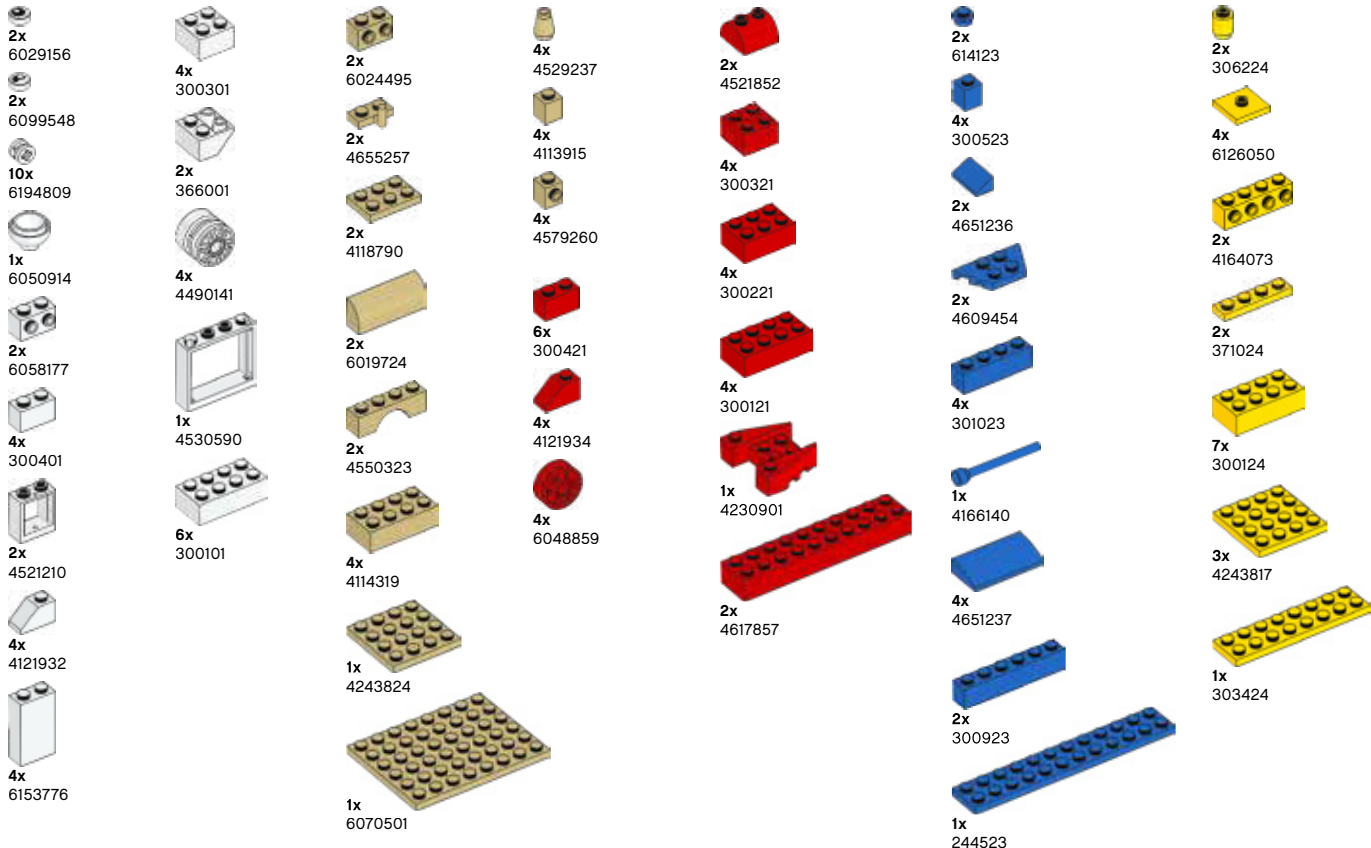 2x
6029156
2x
6099548
10x
6194809
1x
6050914
2x
6058177
4x
300401
2x
4521210
4x
4121932
4x
6153776
4x
300301
2x
366001
4x
4490141
1x
4530590
6x
300101
2x
6024495
2x
4655257
2x
4118790
2x
6019724
2x
4550323
4x
4114319
1x
4243824
1x
6070501
4x
4529237
4x
4113915
4x
4579260
6x
300421
4x
4121934
4x
6048859
2x
4521852
4x
300321
4x
300221
4x
300121
1x
4230901
2x
4617857
2x
614123
4x
300523
2x
4651236
2x
4609454
4x
301023
1x
4166140
4x
4651237
2x
300923
1x
244523
2x
306224
4x
6126050
2x
4164073
2x
371024
7x
300124
3x
4243817
1x
303424